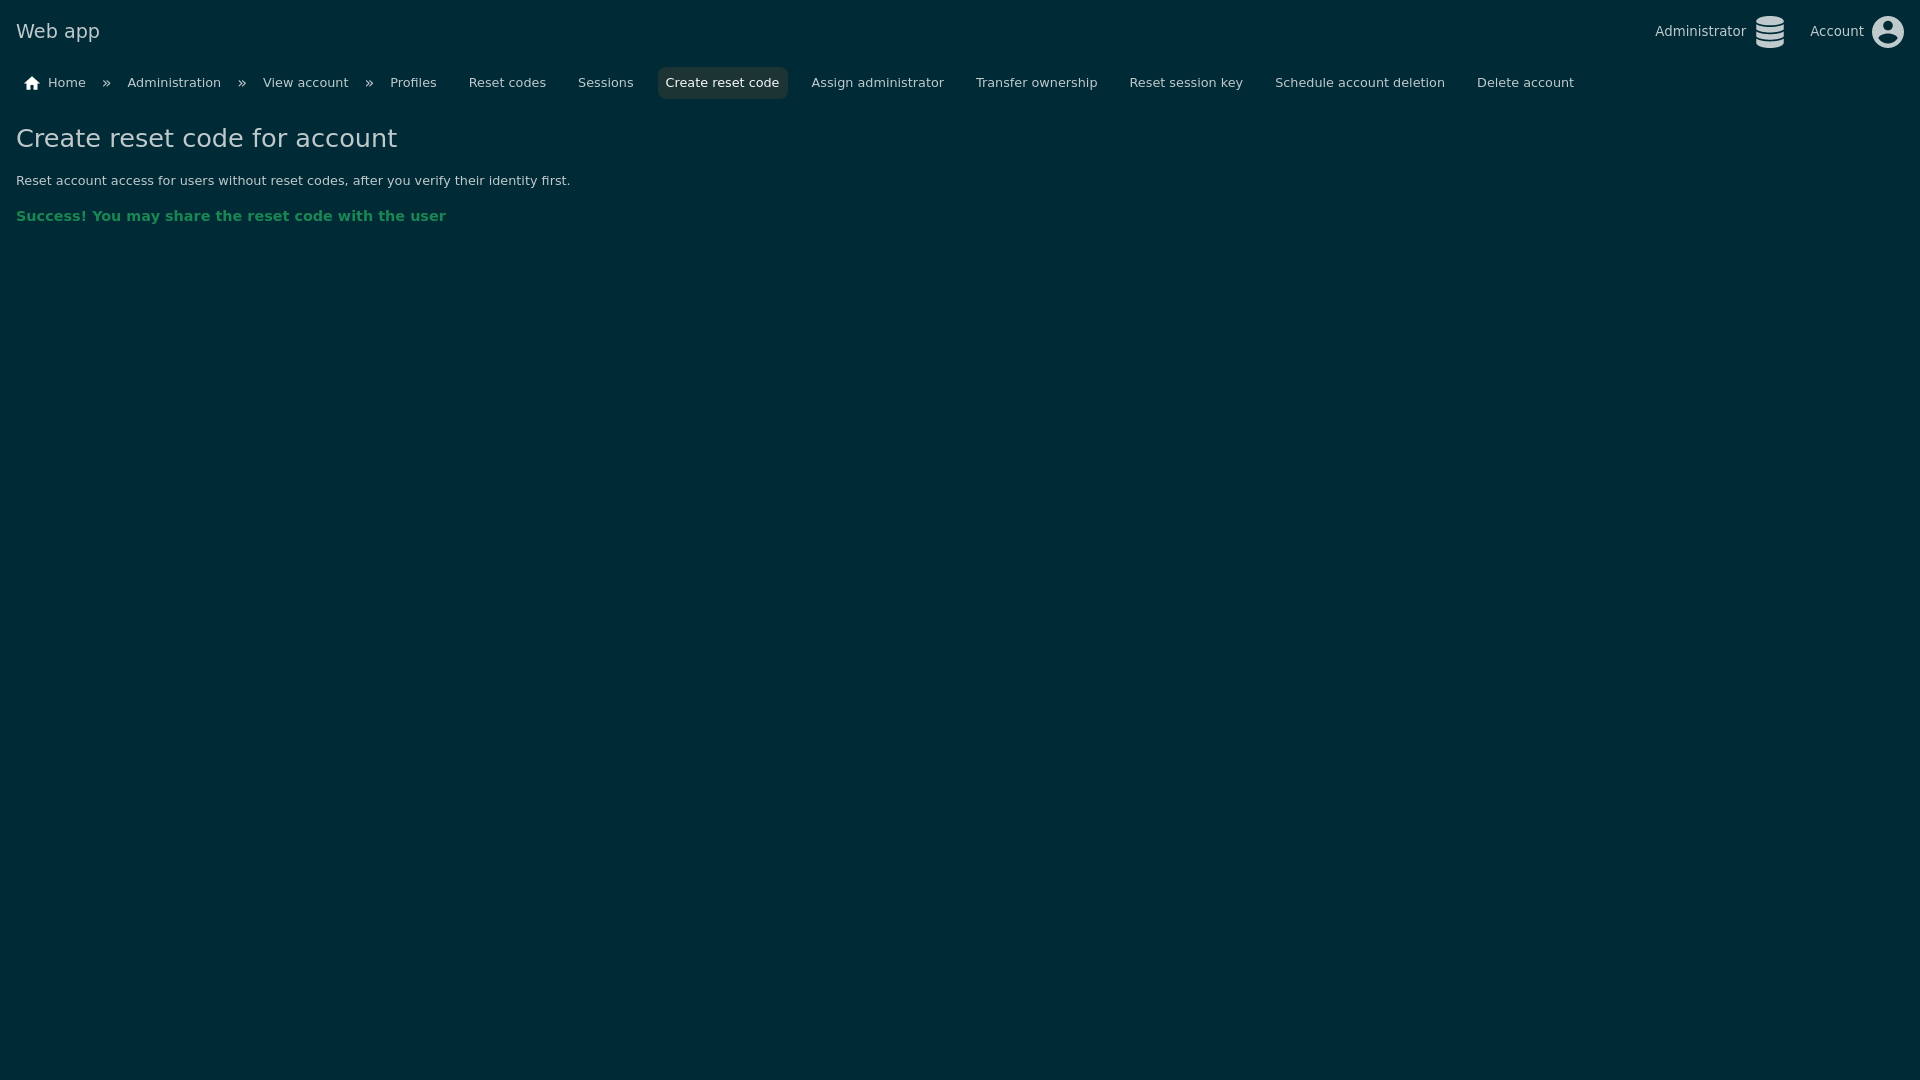 Web app
Administrator
Account
Home » Administration » View account » Profiles Reset codes Sessions Create reset code Assign administrator Transfer ownership Reset session key Schedule account deletion Delete account
Create reset code for account
Reset account access for users without reset codes, after you verify their identity first.
Success! You may share the reset code with the user